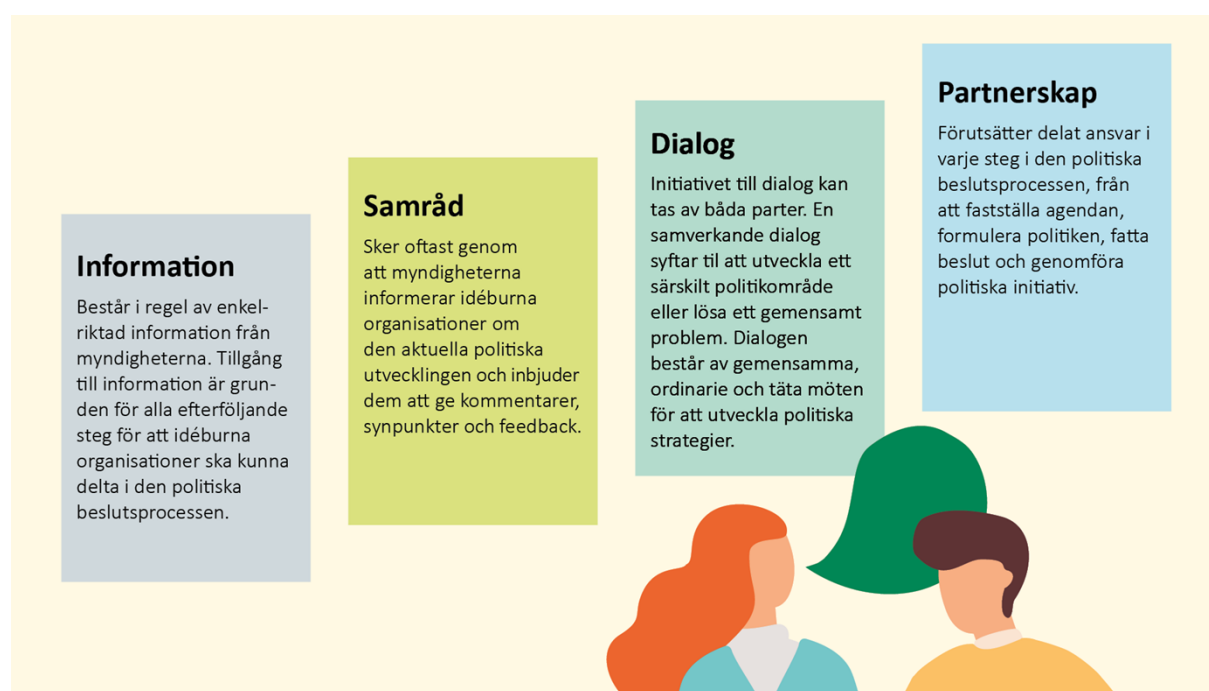 Information
Består i regel av enkel-
riktad information från
myndigheterna. Tillgång
till information är grun-
den för alla efterföljande
steg för att idéburna
organisationer ska kunna
delta i den politiska
beslutsprocessen.
Samråd
Sker oftast genom
att myndigheterna
informerar idéburna
organisationer om
den aktuella politiska
utvecklingen och inbjuder
dem att ge kommentarer,
synpunkter och feedback.
Dialog
Initiativet till dialog kan
tas av båda parter. En
samverkande dialog
syftar til att utveckla ett
särskilt politikområde
eller lösa ett gemensamt
problem. Dialogen
består av gemensamma,
ordinarie och täta möten
för att utveckla politiska
strategier.
Partnerskap
Förutsätter delat ansvar i
varje steg i den politiska
beslutsprocessen, från
att fastställa agendan,
formulera politiken, fatta
beslut och genomföra
politiska initiativ.